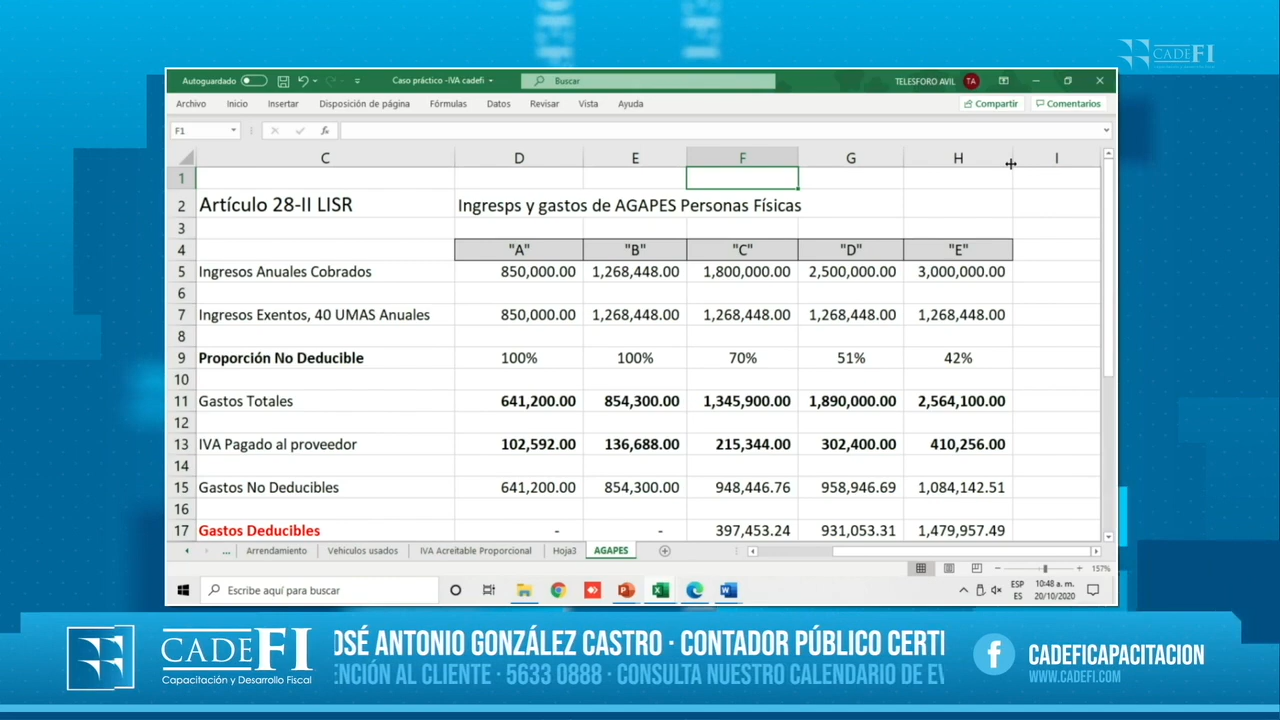 CADEFI
Autoguardado Caso práctico -IVA cadefi Buscar TELESFORO AVIL TA
Archivo Inicio Insertar Disposición de página Fórmulas Datos Revisar Vista Ayuda Compartir Comentarios
F1 fx
C D E F G H I
1
2 Artículo 28-II LISR Ingresps y gastos de AGAPES Personas Físicas
3
4 "A" "B" "C" "D" "E"
5 Ingresos Anuales Cobrados 850,000.00 1,268,448.00 1,800,000.00 2,500,000.00 3,000,000.00
6
7 Ingresos Exentos, 40 UMAS Anuales 850,000.00 1,268,448.00 1,268,448.00 1,268,448.00 1,268,448.00
8
9 Proporción No Deducible 100% 100% 70% 51% 42%
10
11 Gastos Totales 641,200.00 854,300.00 1,345,900.00 1,890,000.00 2,564,100.00
12
13 IVA Pagado al proveedor 102,592.00 136,688.00 215,344.00 302,400.00 410,256.00
14
15 Gastos No Deducibles 641,200.00 854,300.00 948,446.76 958,946.69 1,084,142.51
16
17 Gastos Deducibles - - 397,453.24 931,053.31 1,479,957.49
... Arrendamiento Vehiculos usados IVA Acreitable Proporcional Hoja3 AGAPES
157%
Escribe aquí para buscar ESP ES 10:48 a. m. 20/10/2020
CADEFI
Capacitación y Desarrollo Fiscal
JOSÉ ANTONIO GONZÁLEZ CASTRO · CONTADOR PÚBLICO CERTI
ENCIÓN AL CLIENTE · 5633 0888 · CONSULTA NUESTRO CALENDARIO DE EV
CADEFICAPACITACION
WWW.CADEFI.COM